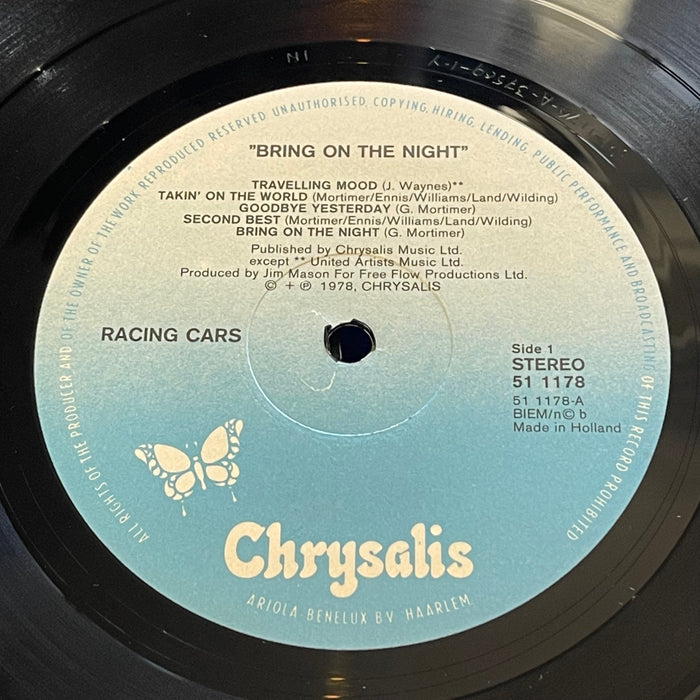 N1
ALL RIGHTS OF THE PRODUCER AND OF THE OWNER OF THE WORK REPRODUCED RESERVED UNAUTHORISED, COPYING, HIRING, LENDING, PUBLIC PERFORMANCE AND BROADCASTING OF THIS RECORD PROHIBITED
"BRING ON THE NIGHT"
TRAVELLING MOOD (J. Waynes)**
TAKIN' ON THE WORLD (Mortimer/Ennis/Williams/Land/Wilding)
GOODBYE YESTERDAY (G. Mortimer)
SECOND BEST (Mortimer/Ennis/Williams/Land/Wilding)
BRING ON THE NIGHT (G. Mortimer)
Published by Chrysalis Music Ltd.
except ** United Artists Music Ltd.
Produced by Jim Mason For Free Flow Productions Ltd.
© + ℗ 1978, CHRYSALIS
RACING CARS
Side 1
STEREO
51 1178
51 1178-A
BIEM/n© b
Made in Holland
Chrysalis
ARIOLA BENELUX BV HAARLEM